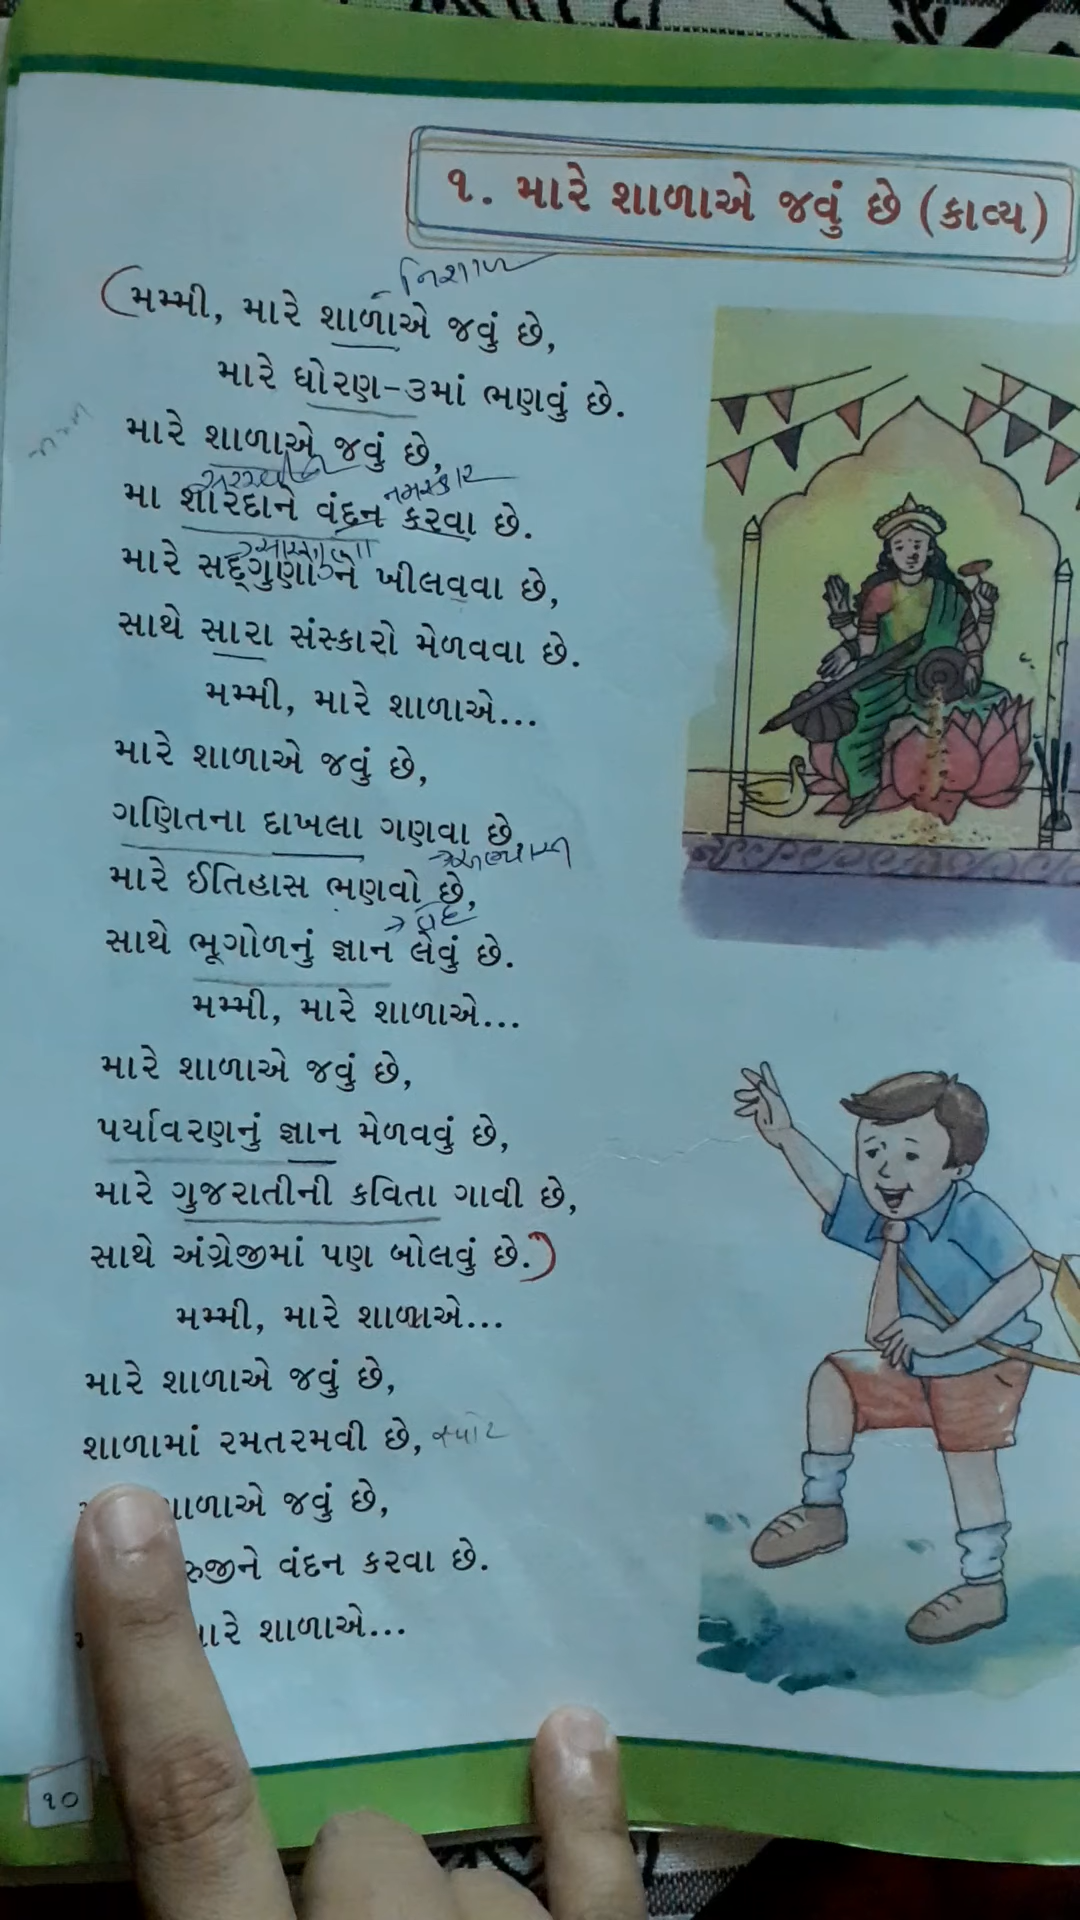 ૧. મારે શાળાએ જવું છે (કાવ્ય)
નિશાળ
મમ્મી, મારે શાળાએ જવું છે,
મારે ધોરણ-૩માં ભણવું છે.
મારે શાળાએ જવું છે,
નમસ્કાર
મા શારદાને વંદન કરવા છે.
મારે સદ્‌ગુણોને ખીલવવા છે,
સાથે સારા સંસ્કારો મેળવવા છે.
મમ્મી, મારે શાળાએ...
મારે શાળાએ જવું છે,
ગણિતના દાખલા ગણવા છે
મારે ઈતિહાસ ભણવો છે,
સાથે ભૂગોળનું જ્ઞાન લેવું છે.
મમ્મી, મારે શાળાએ...
મારે શાળાએ જવું છે,
પર્યાવરણનું જ્ઞાન મેળવવું છે,
મારે ગુજરાતીની કવિતા ગાવી છે,
સાથે અંગ્રેજીમાં પણ બોલવું છે.
મમ્મી, મારે શાળાએ...
મારે શાળાએ જવું છે,
શાળામાં રમતરમવી છે,
જવું છે,
વંદન કરવા છે.
શાળાએ...
૧૦